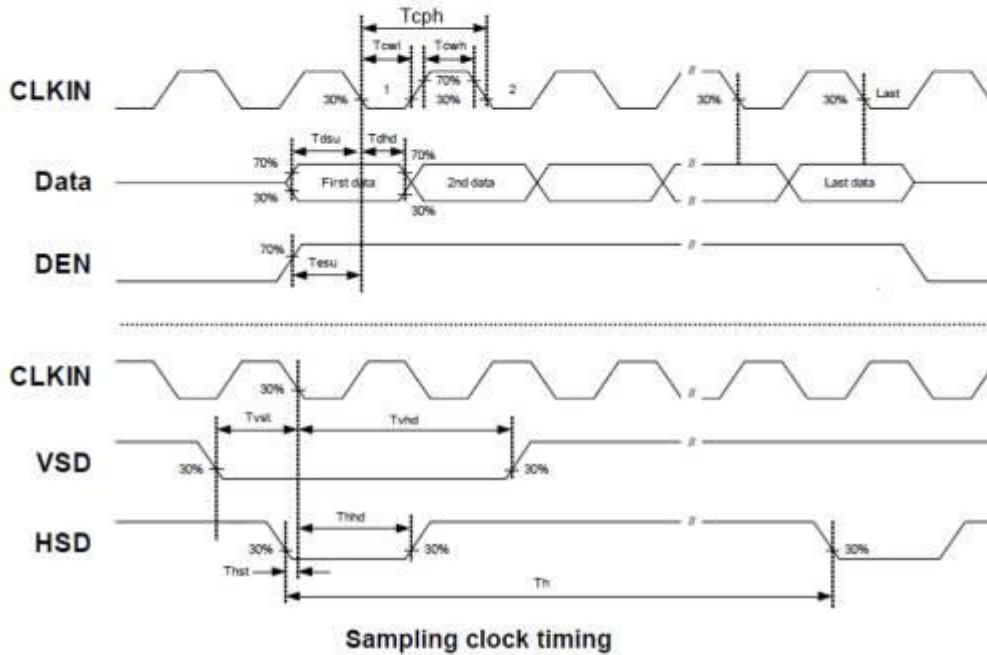 Tcph
Tcwl Tcwh
CLKIN 30% 1 70% 30% 2 // 30% 30% Last
Tdsu Tdhd
70% 70%
Data First data 2nd data // // Last data
30% 30%
DEN 70% Tesu //
CLKIN 30% //
Tvst Tvhd
VSD 30% 30% //
Thhd
HSD 30% 30% // 30%
Thst
Th
Sampling clock timing